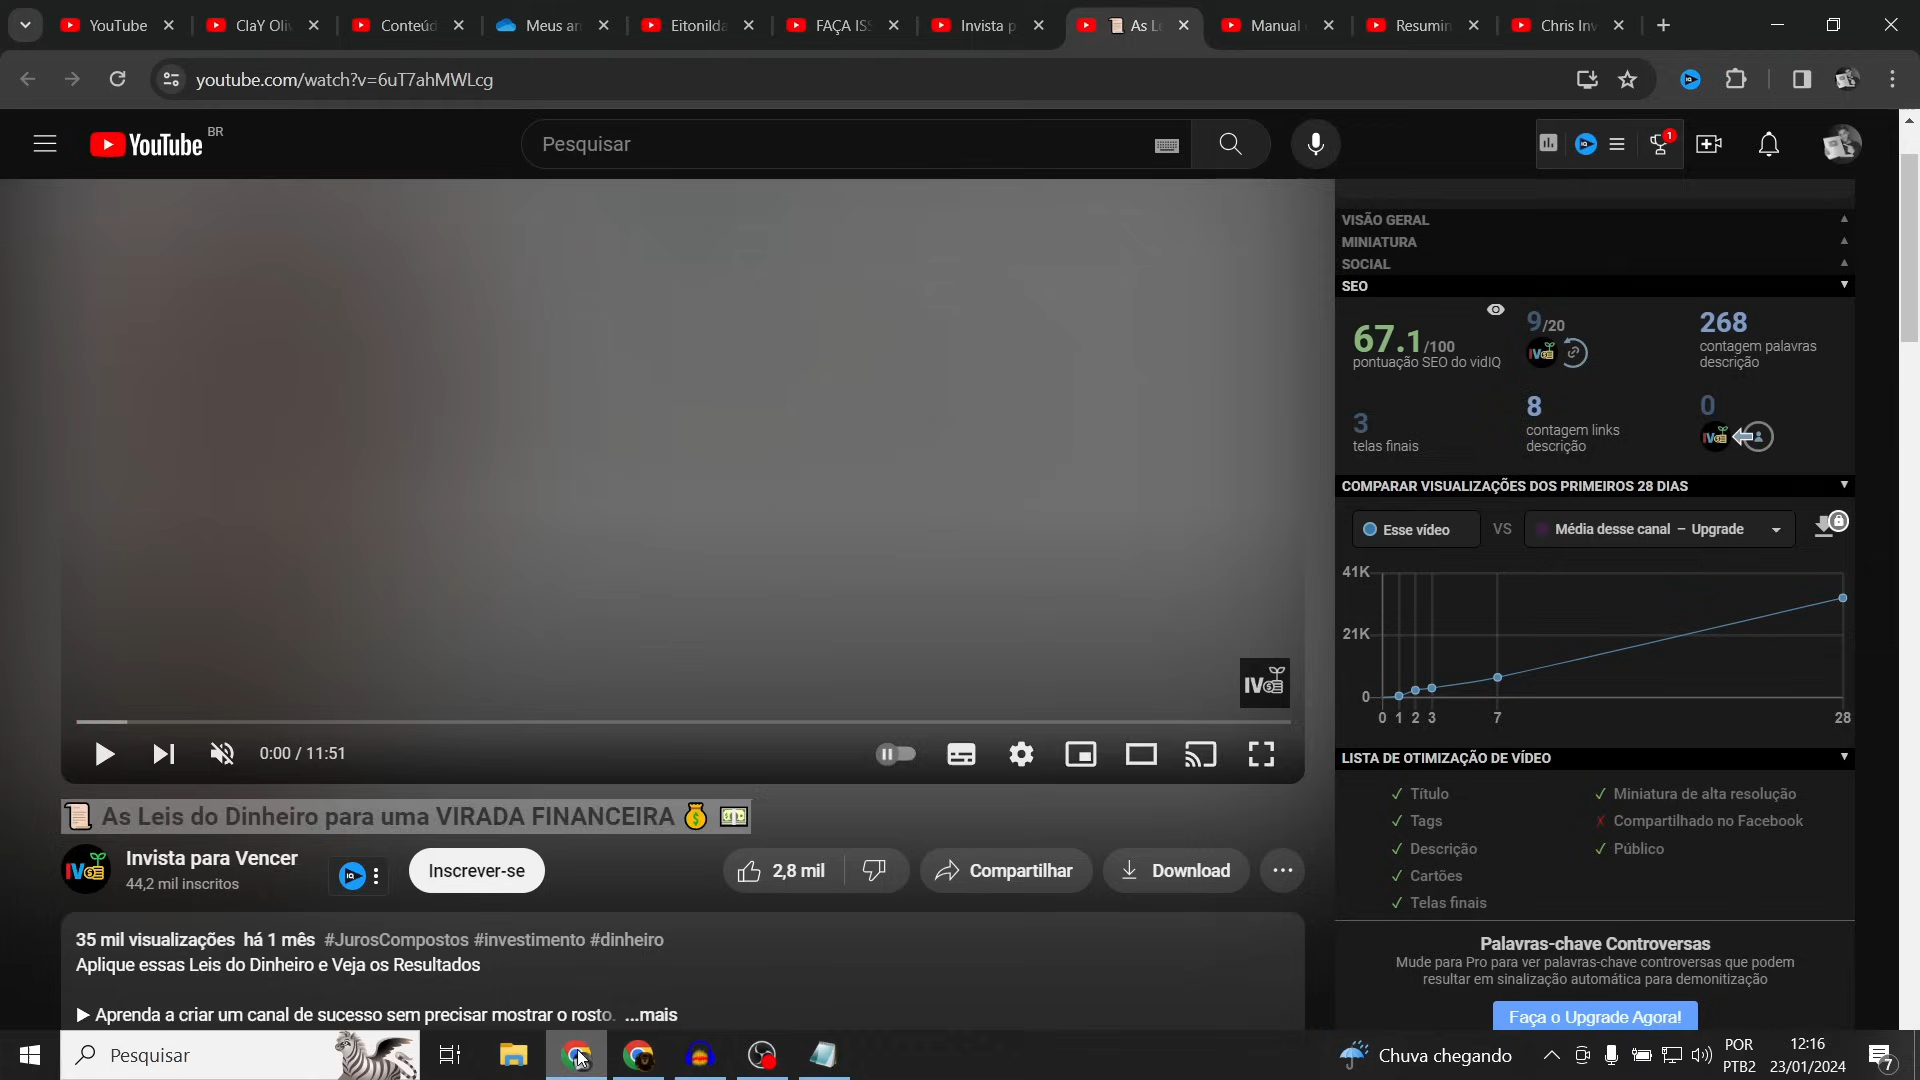 YouTube
ClaY Oli
Conteúd
Meus ar
Eitonilda
FAÇA IS
Invista p
As Le
Manual
Resumin
Chris Inv
youtube.com/watch?v=6uT7ahMWLcg
YouTube BR
Pesquisar
1
VISÃO GERAL
MINIATURA
SOCIAL
SEO
67.1/100
pontuação SEO do vidIQ
9/20
268
contagem palavras
descrição
3
telas finais
8
contagem links
descrição
0
COMPARAR VISUALIZAÇÕES DOS PRIMEIROS 28 DIAS
Esse vídeo
VS
Média desse canal – Upgrade
41K
21K
0
0 1 2 3 7 28
IV
0:00 / 11:51
LISTA DE OTIMIZAÇÃO DE VÍDEO
✓ Título
✓ Miniatura de alta resolução
✓ Tags
✗ Compartilhado no Facebook
✓ Descrição
✓ Público
✓ Cartões
✓ Telas finais
📜 As Leis do Dinheiro para uma VIRADA FINANCEIRA 💰 💵
Invista para Vencer
44,2 mil inscritos
Inscrever-se
2,8 mil
Compartilhar
Download
35 mil visualizações há 1 mês #JurosCompostos #investimento #dinheiro
Aplique essas Leis do Dinheiro e Veja os Resultados
▶ Aprenda a criar um canal de sucesso sem precisar mostrar o rosto. ...mais
Palavras-chave Controversas
Mude para Pro para ver palavras-chave controversas que podem
resultar em sinalização automática para demonitização
Faça o Upgrade Agora!
Pesquisar
Chuva chegando
POR
PTB2
12:16
23/01/2024
7